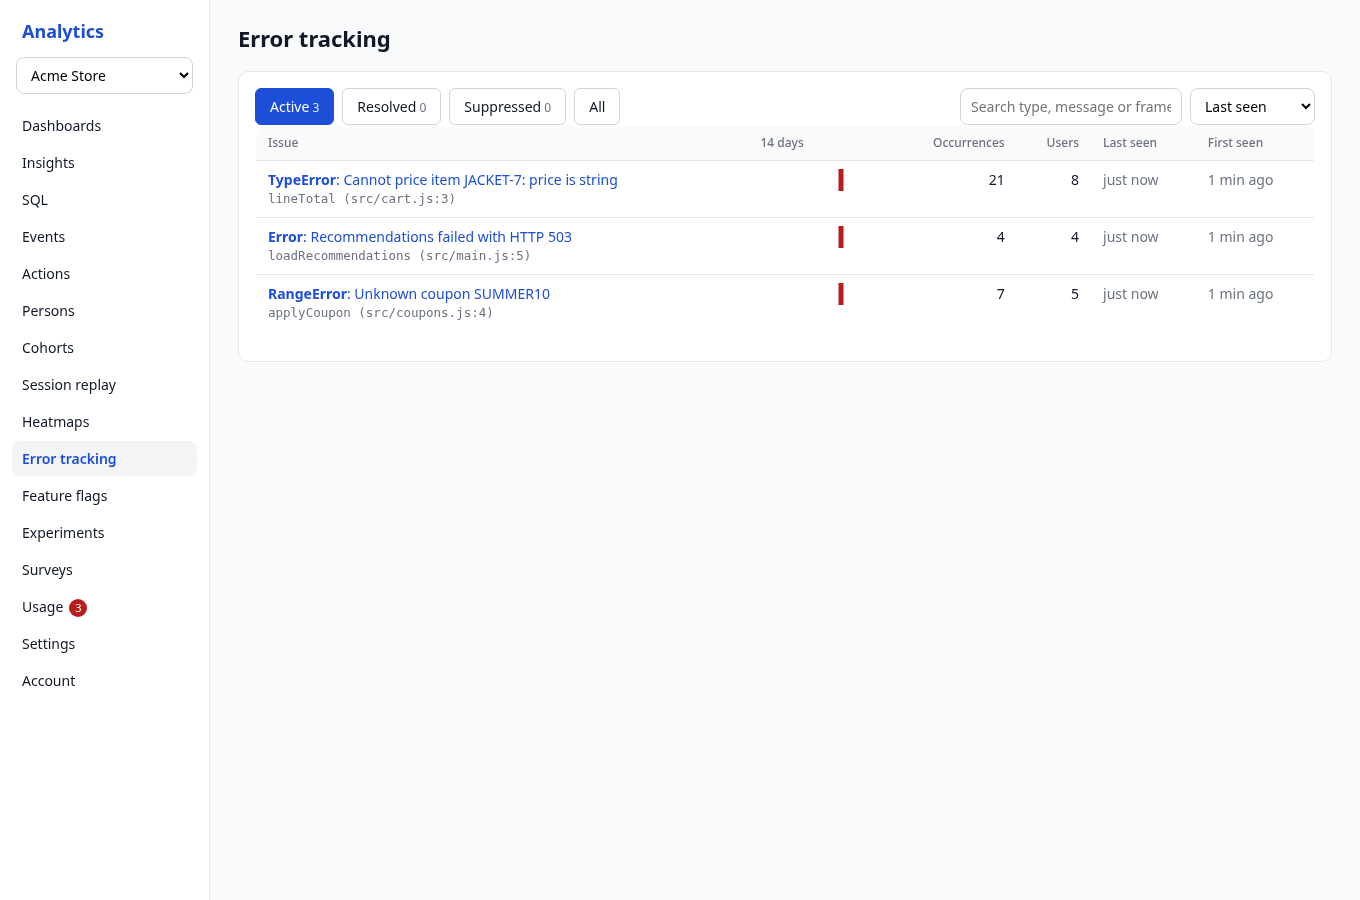 Analytics
Acme Store
Dashboards
Insights
SQL
Events
Actions
Persons
Cohorts
Session replay
Heatmaps
Error tracking
Feature flags
Experiments
Surveys
Usage 3
Settings
Account
Error tracking
Active 3 Resolved 0 Suppressed 0 All Search type, message or frame Last seen
Issue 14 days Occurrences Users Last seen First seen
TypeError: Cannot price item JACKET-7: price is string 21 8 just now 1 min ago
lineTotal (src/cart.js:3)
Error: Recommendations failed with HTTP 503 4 4 just now 1 min ago
loadRecommendations (src/main.js:5)
RangeError: Unknown coupon SUMMER10 7 5 just now 1 min ago
applyCoupon (src/coupons.js:4)